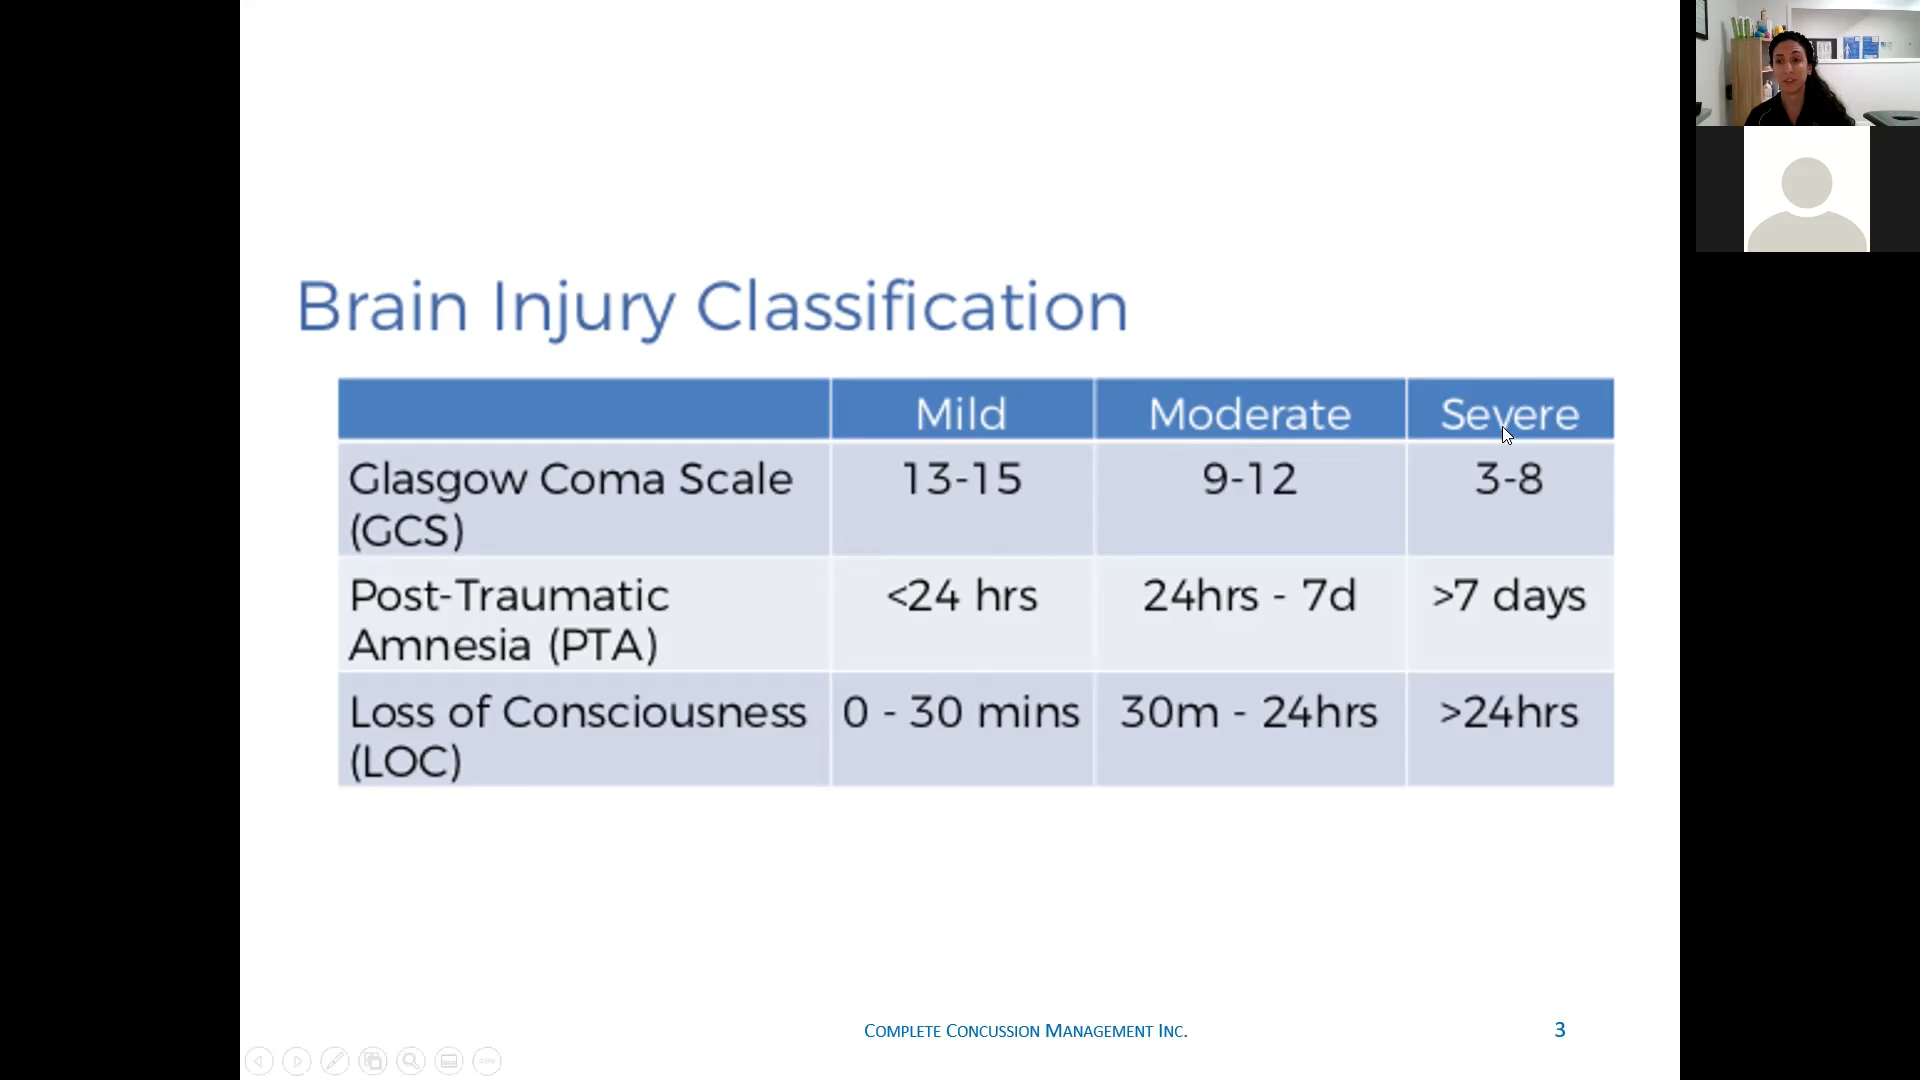 Brain Injury Classification
Mild Moderate Severe
Glasgow Coma Scale (GCS) 13-15 9-12 3-8
Post-Traumatic Amnesia (PTA) <24 hrs 24hrs - 7d >7 days
Loss of Consciousness (LOC) 0 - 30 mins 30m - 24hrs >24hrs
COMPLETE CONCUSSION MANAGEMENT INC. 3